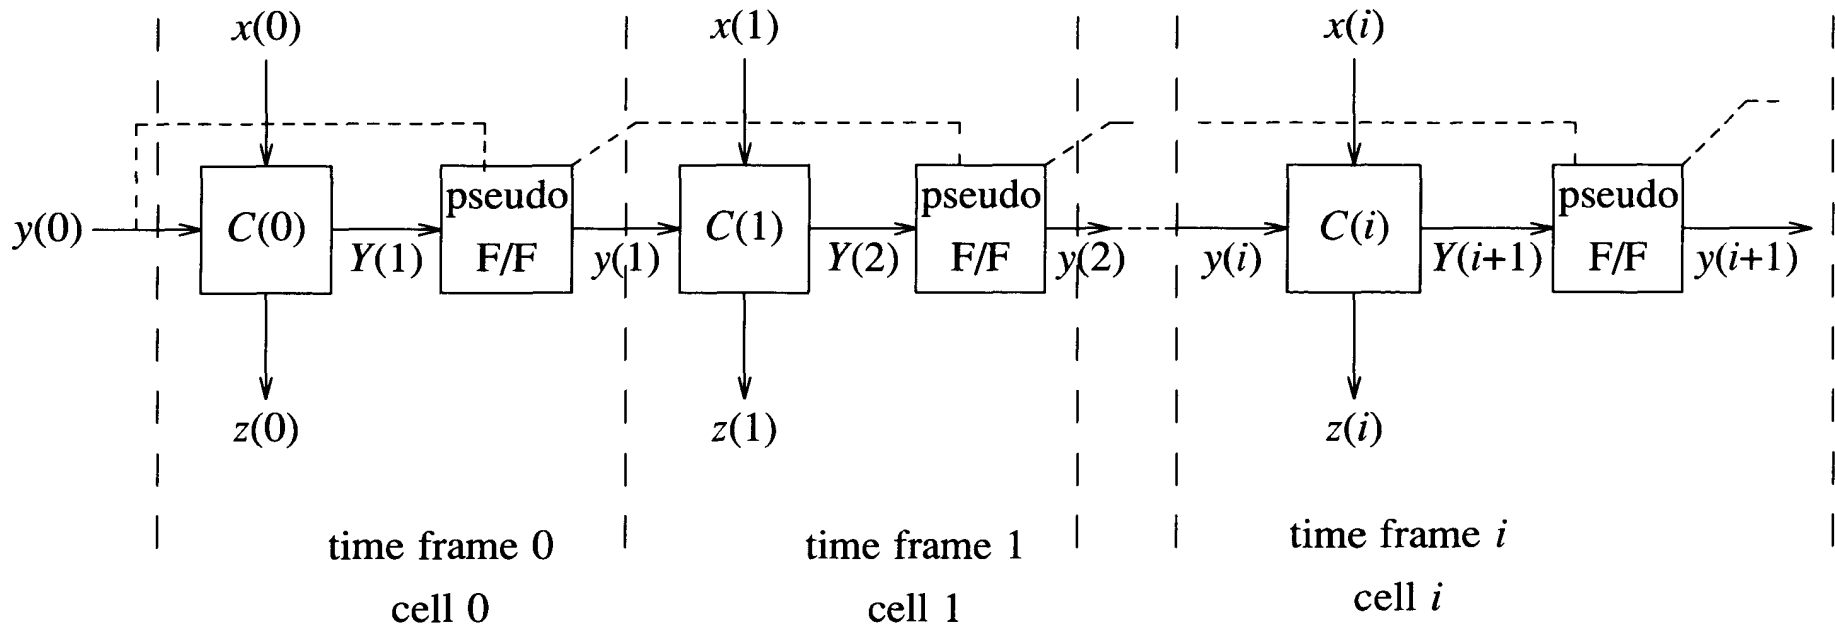 x(0) x(1) x(i)
pseudo pseudo pseudo
y(0) C(0) C(1) C(i)
Y(1) F/F y(1) Y(2) F/F y(2) y(i) Y(i+1) F/F y(i+1)
z(0) z(1) z(i)
time frame 0 time frame 1 time frame i
cell 0 cell 1 cell i